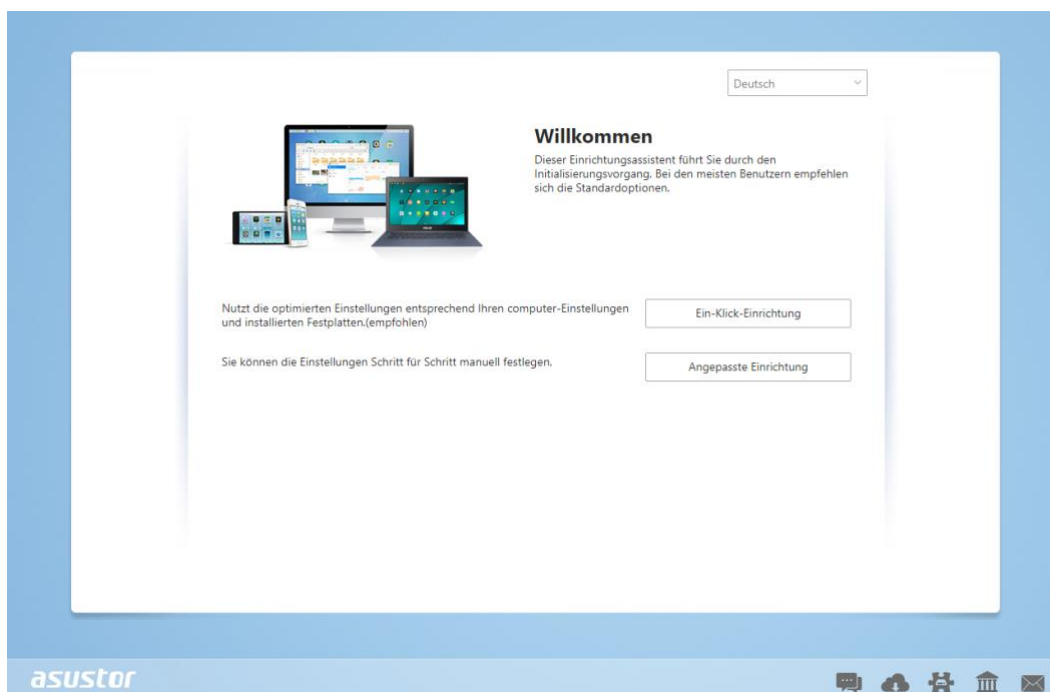 Deutsch
Willkommen
Dieser Einrichtungsassistent führt Sie durch den
Initialisierungsvorgang. Bei den meisten Benutzern empfehlen
sich die Standardoptionen.
Nutzt die optimierten Einstellungen entsprechend Ihren computer-Einstellungen
und installierten Festplatten.(empfohlen)
Ein-Klick-Einrichtung
Sie können die Einstellungen Schritt für Schritt manuell festlegen.
Angepasste Einrichtung
asustor